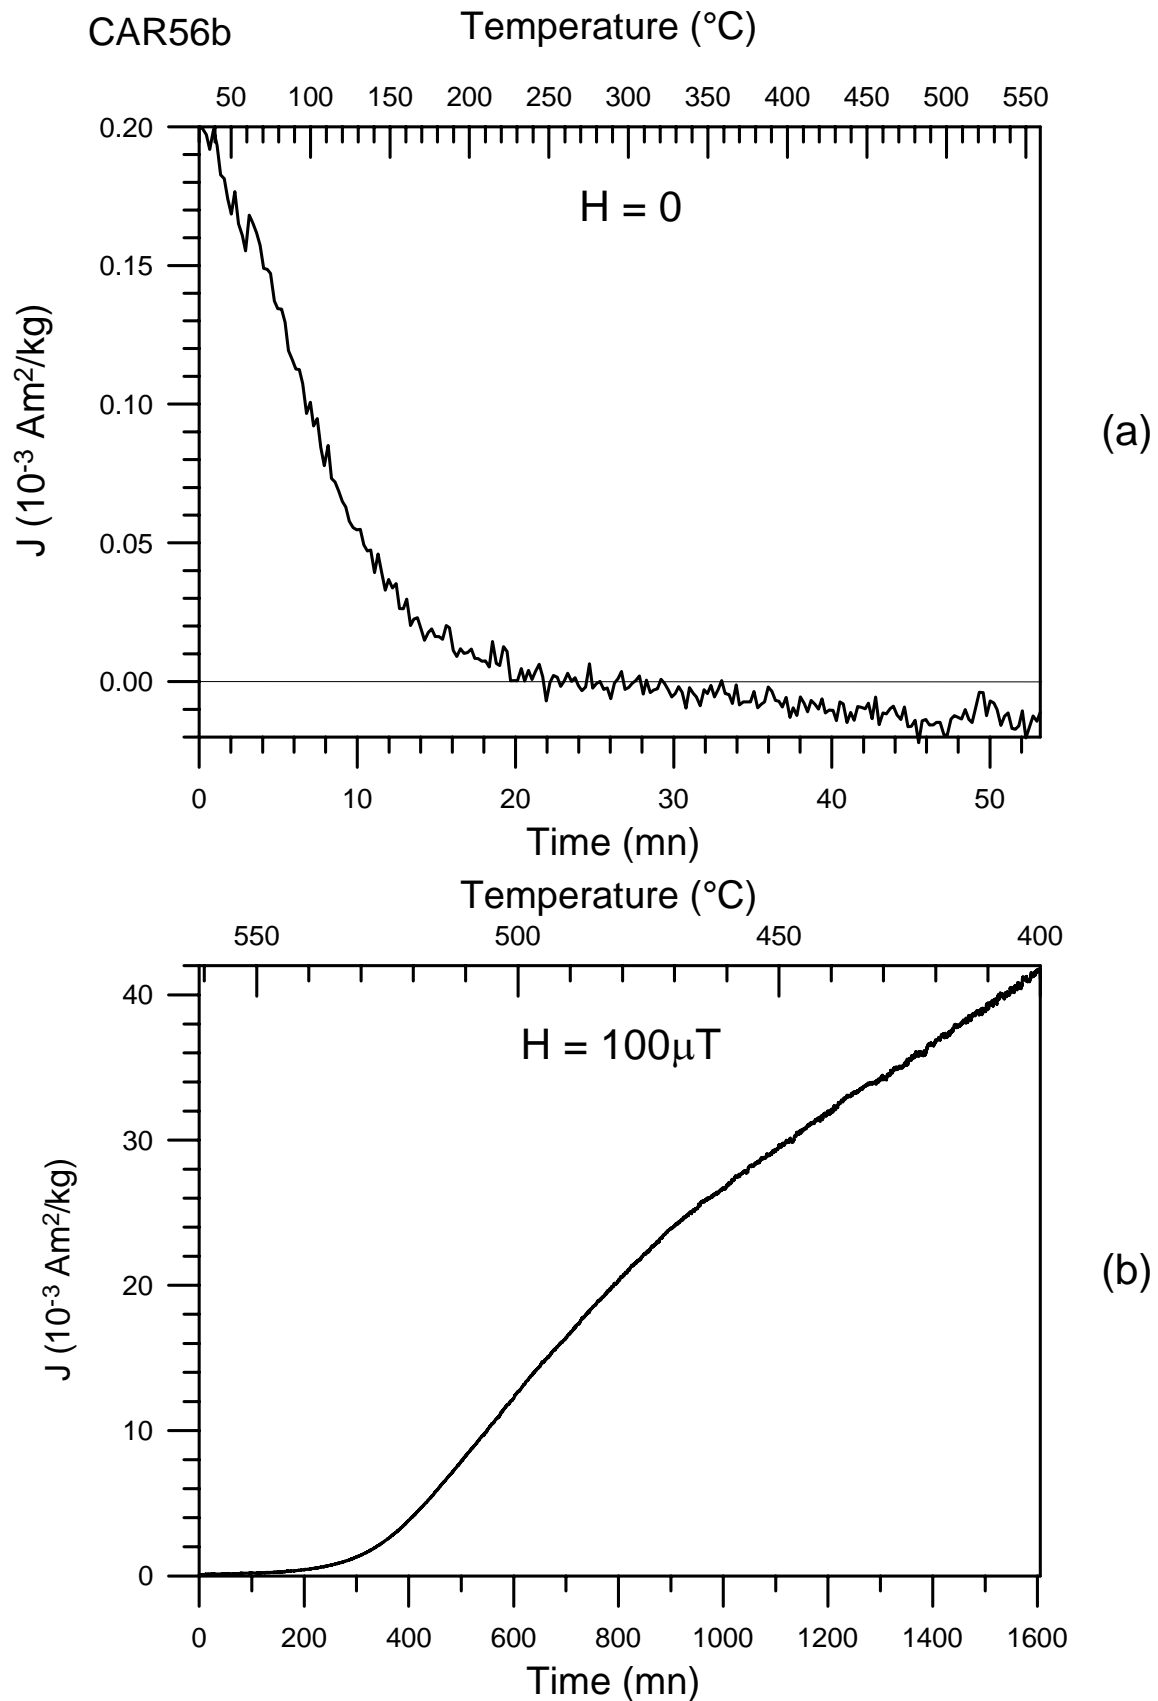 CAR56b
Temperature (°C)
50 100 150 200 250 300 350 400 450 500 550
0.20
H = 0
0.15
J (10⁻³ Am²/kg)
0.10
(a)
0.05
0.00
0 10 20 30 40 50
Time (mn)
Temperature (°C)
550 500 450 400
40
H = 100μT
30
J (10⁻³ Am²/kg)
20
(b)
10
0
0 200 400 600 800 1000 1200 1400 1600
Time (mn)